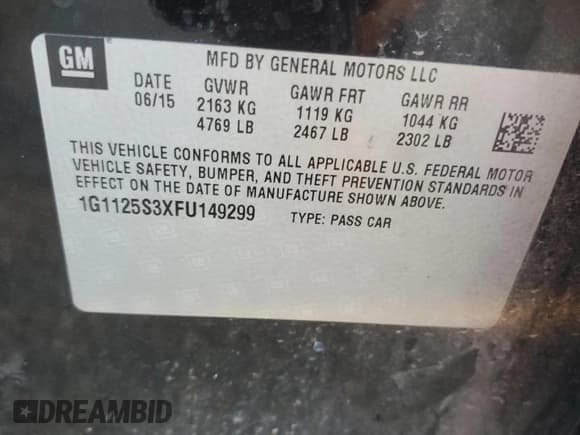 GM
MFD BY GENERAL MOTORS LLC
DATE GVWR GAWR FRT GAWR RR
06/15 2163 KG 1119 KG 1044 KG
4769 LB 2467 LB 2302 LB
THIS VEHICLE CONFORMS TO ALL APPLICABLE U.S. FEDERAL MOTOR
VEHICLE SAFETY, BUMPER, AND THEFT PREVENTION STANDARDS IN
EFFECT ON THE DATE OF MANUFACTURE SHOWN ABOVE.
1G1125S3XFU149299 TYPE: PASS CAR
DREAMBID